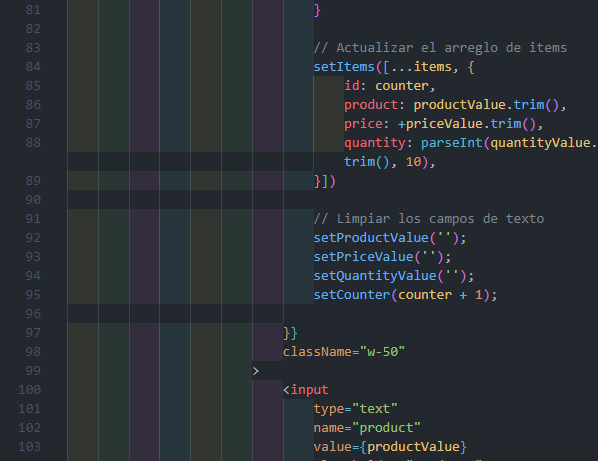 81 }
82
83 // Actualizar el arreglo de items
84 setItems([...items, {
85 id: counter,
86 product: productValue.trim(),
87 price: +priceValue.trim(),
88 quantity: parseInt(quantityValue.
trim(), 10),
89 }])
90
91 // Limpiar los campos de texto
92 setProductValue('');
93 setPriceValue('');
94 setQuantityValue('');
95 setCounter(counter + 1);
96
97 }}
98 className="w-50"
99 >
100 <input
101 type="text"
102 name="product"
103 value={productValue}